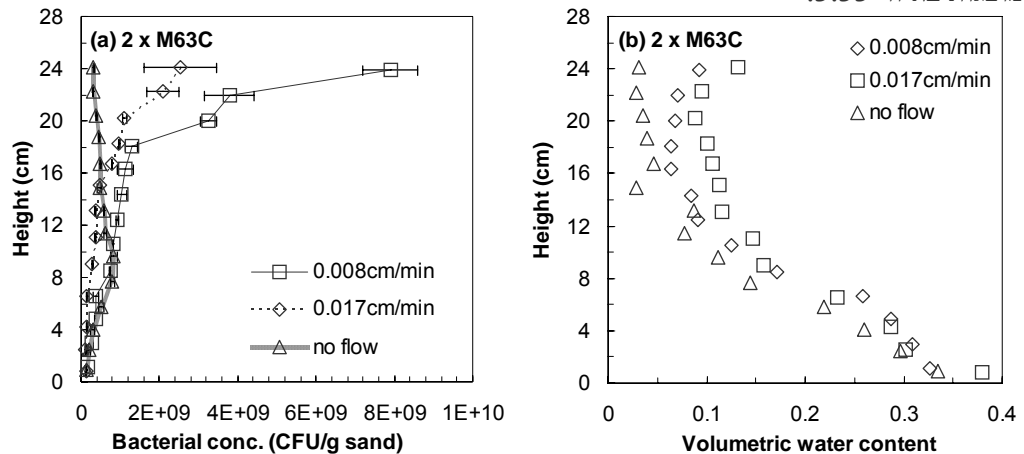 (a) 2 x M63C
28
24
20
16
12
8
4
0
Height (cm)
0.008cm/min
0.017cm/min
no flow
0 2E+09 4E+09 6E+09 8E+09 1E+10
Bacterial conc. (CFU/g sand)
(b) 2 x M63C
28
24
20
16
12
8
4
0
Height (cm)
0.008cm/min
0.017cm/min
no flow
0 0.1 0.2 0.3 0.4
Volumetric water content